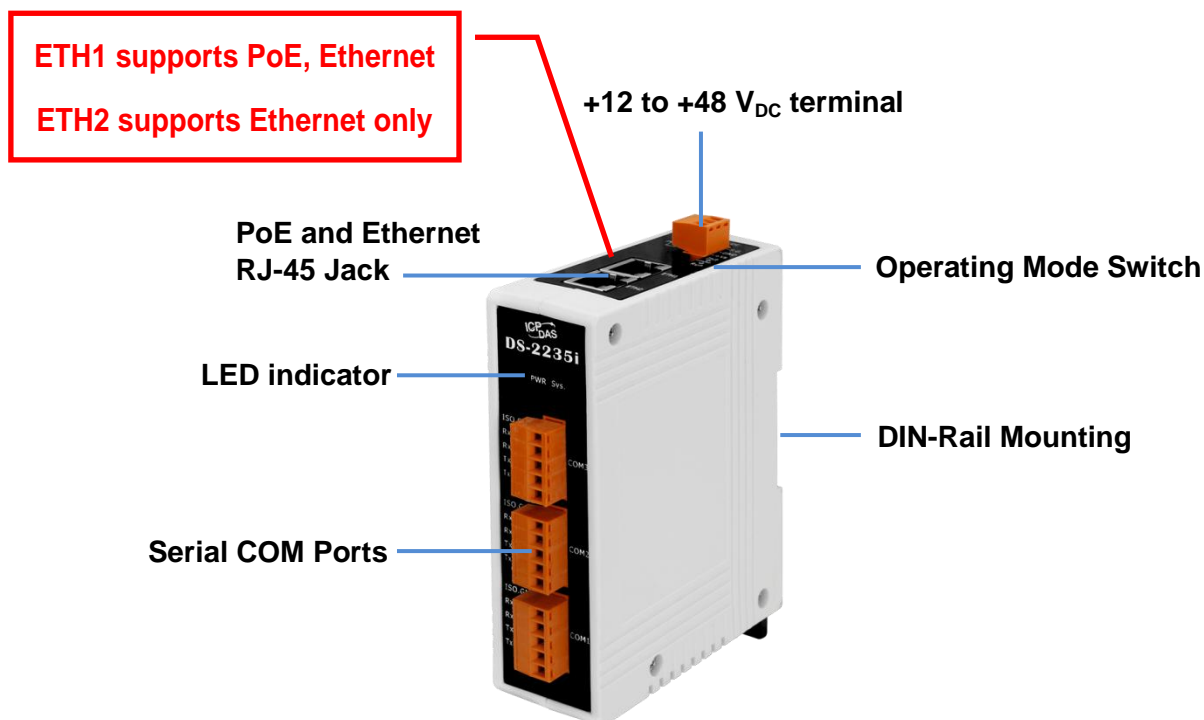 ETH1 supports PoE, Ethernet
ETH2 supports Ethernet only
+12 to +48 VDC terminal
PoE and Ethernet
RJ-45 Jack
Operating Mode Switch
ICP
DAS
DS-2235i
LED indicator
PWR Sys.
COM3
DIN-Rail Mounting
Serial COM Ports
COM2
COM1